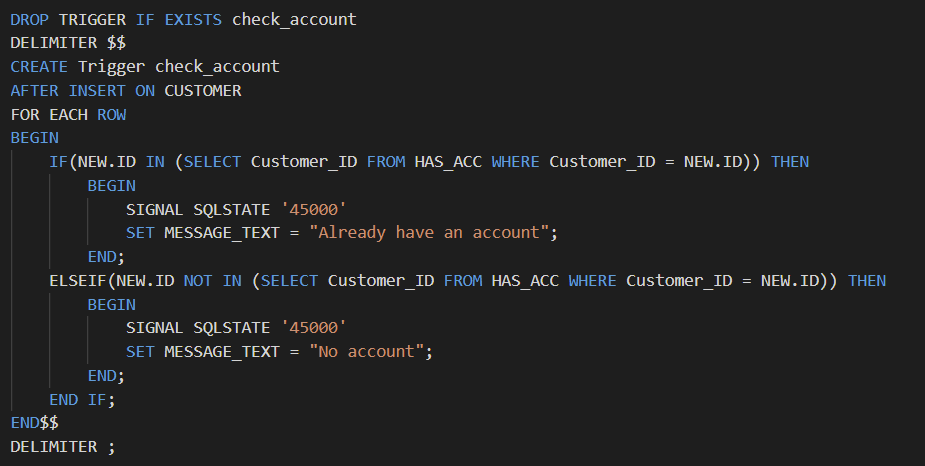 DROP TRIGGER IF EXISTS check_account
DELIMITER $$
CREATE Trigger check_account
AFTER INSERT ON CUSTOMER
FOR EACH ROW
BEGIN
    IF(NEW.ID IN (SELECT Customer_ID FROM HAS_ACC WHERE Customer_ID = NEW.ID)) THEN
        BEGIN
            SIGNAL SQLSTATE '45000'
            SET MESSAGE_TEXT = "Already have an account";
        END;
    ELSEIF(NEW.ID NOT IN (SELECT Customer_ID FROM HAS_ACC WHERE Customer_ID = NEW.ID)) THEN
        BEGIN
            SIGNAL SQLSTATE '45000'
            SET MESSAGE_TEXT = "No account";
        END;
    END IF;
END$$
DELIMITER ;